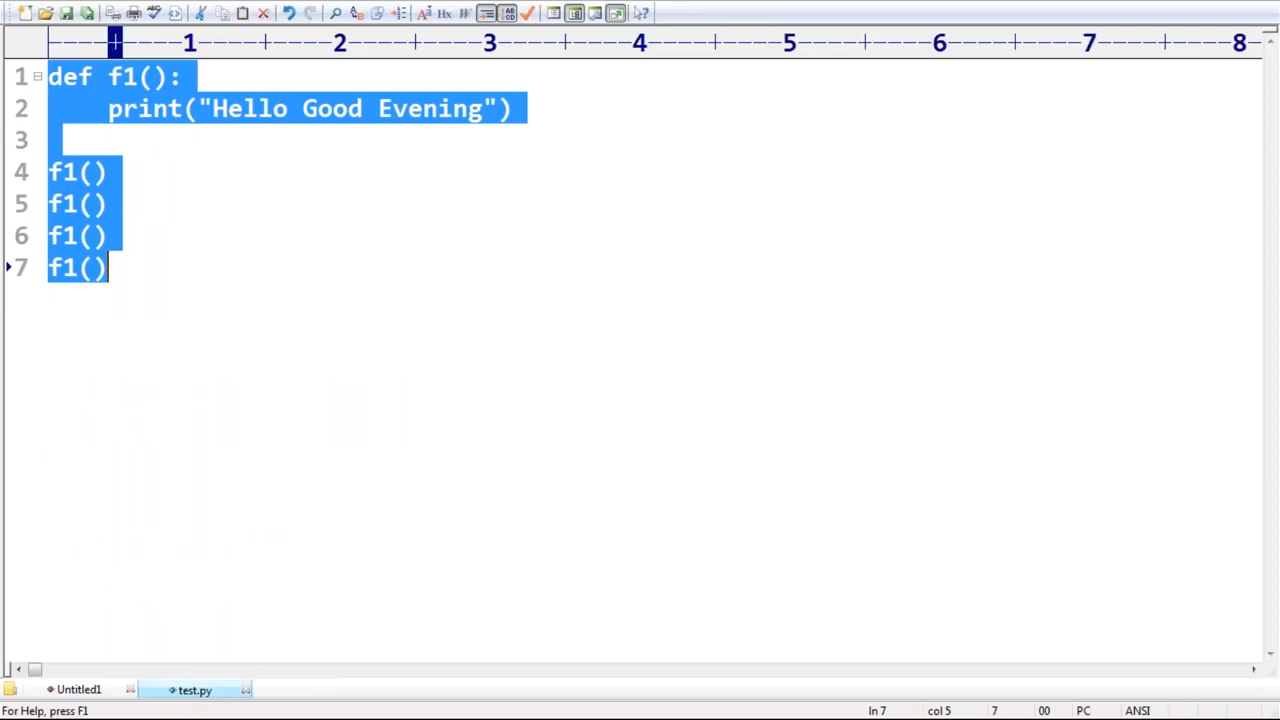 1 2 3 4 5 6 7 8
1 def f1():
2     print("Hello Good Evening")
3
4 f1()
5 f1()
6 f1()
7 f1()
Untitled1 test.py
For Help, press F1 ln 7 col 5 7 00 PC ANSI